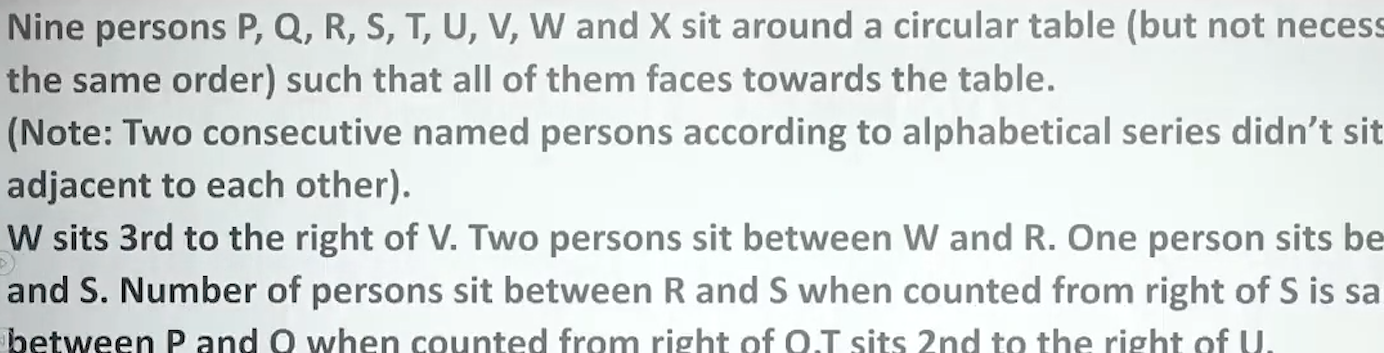 Nine persons P, Q, R, S, T, U, V, W and X sit around a circular table (but not necess
the same order) such that all of them faces towards the table.
(Note: Two consecutive named persons according to alphabetical series didn't sit
adjacent to each other).
W sits 3rd to the right of V. Two persons sit between W and R. One person sits be
and S. Number of persons sit between R and S when counted from right of S is sa
between P and Q when counted from right of Q.T sits 2nd to the right of U.